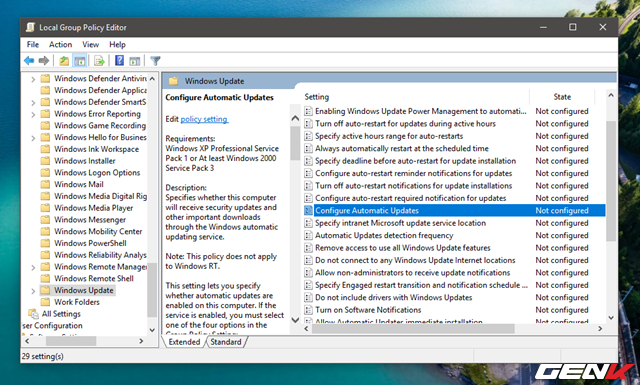 Local Group Policy Editor
File Action View Help
Windows Defender Antiviru
Windows Defender Applica
Windows Defender SmartS
Windows Error Reporting
Windows Game Recording
Windows Hello for Business
Windows Ink Workspace
Windows Installer
Windows Logon Options
Windows Mail
Windows Media Digital Rig
Windows Media Player
Windows Messenger
Windows Mobility Center
Windows PowerShell
Windows Reliability Analys
Windows Remote Manager
Windows Remote Shell
Windows Update
Work Folders
All Settings
ser Configuration
Windows Update
Configure Automatic Updates
Edit policy setting.
Requirements:
Windows XP Professional Service
Pack 1 or At least Windows 2000
Service Pack 3
Description:
Specifies whether this computer
will receive security updates and
other important downloads
through the Windows automatic
updating service.
Note: This policy does not apply
to Windows RT.
This setting lets you specify
whether automatic updates are
enabled on this computer. If the
service is enabled, you must
select one of the four options in
the Group Policy Setting:
Setting State
Enabling Windows Update Power Management to automati... Not configured
Turn off auto-restart for updates during active hours Not configured
Specify active hours range for auto-restarts Not configured
Always automatically restart at the scheduled time Not configured
Specify deadline before auto-restart for update installation Not configured
Configure auto-restart reminder notifications for updates Not configured
Turn off auto-restart notifications for update installations Not configured
Configure auto-restart required notification for updates Not configured
Configure Automatic Updates Not configured
Specify intranet Microsoft update service location Not configured
Automatic Updates detection frequency Not configured
Remove access to use all Windows Update features Not configured
Do not connect to any Windows Update Internet locations Not configured
Allow non-administrators to receive update notifications Not configured
Specify Engaged restart transition and notification schedule ... Not configured
Do not include drivers with Windows Updates Not configured
Turn on Software Notifications Not configured
Allow Automatic Updates immediate installation Not configured
Extended Standard
29 setting(s)
GENK